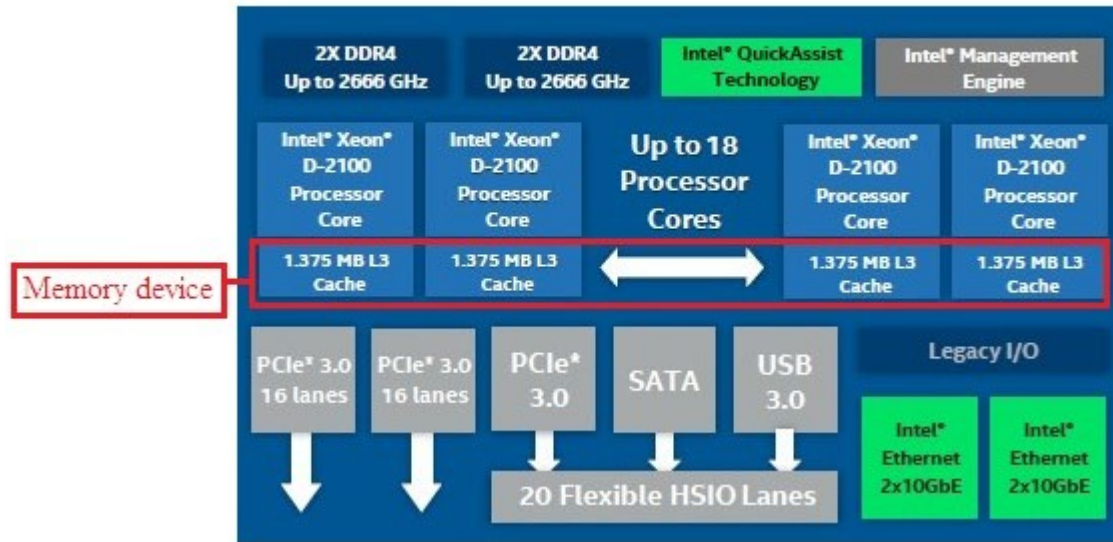 2X DDR4
Up to 2666 GHz
2X DDR4
Up to 2666 GHz
Intel® QuickAssist
Technology
Intel® Management
Engine
Intel® Xeon®
D-2100
Processor
Core
Intel® Xeon®
D-2100
Processor
Core
Up to 18
Processor
Cores
Intel® Xeon®
D-2100
Processor
Core
Intel® Xeon®
D-2100
Processor
Core
Memory device
1.375 MB L3
Cache
1.375 MB L3
Cache
1.375 MB L3
Cache
1.375 MB L3
Cache
PCIe® 3.0
16 lanes
PCIe® 3.0
16 lanes
PCIe®
3.0
SATA
USB
3.0
Legacy I/O
Intel®
Ethernet
2x10GbE
Intel®
Ethernet
2x10GbE
20 Flexible HSIO Lanes